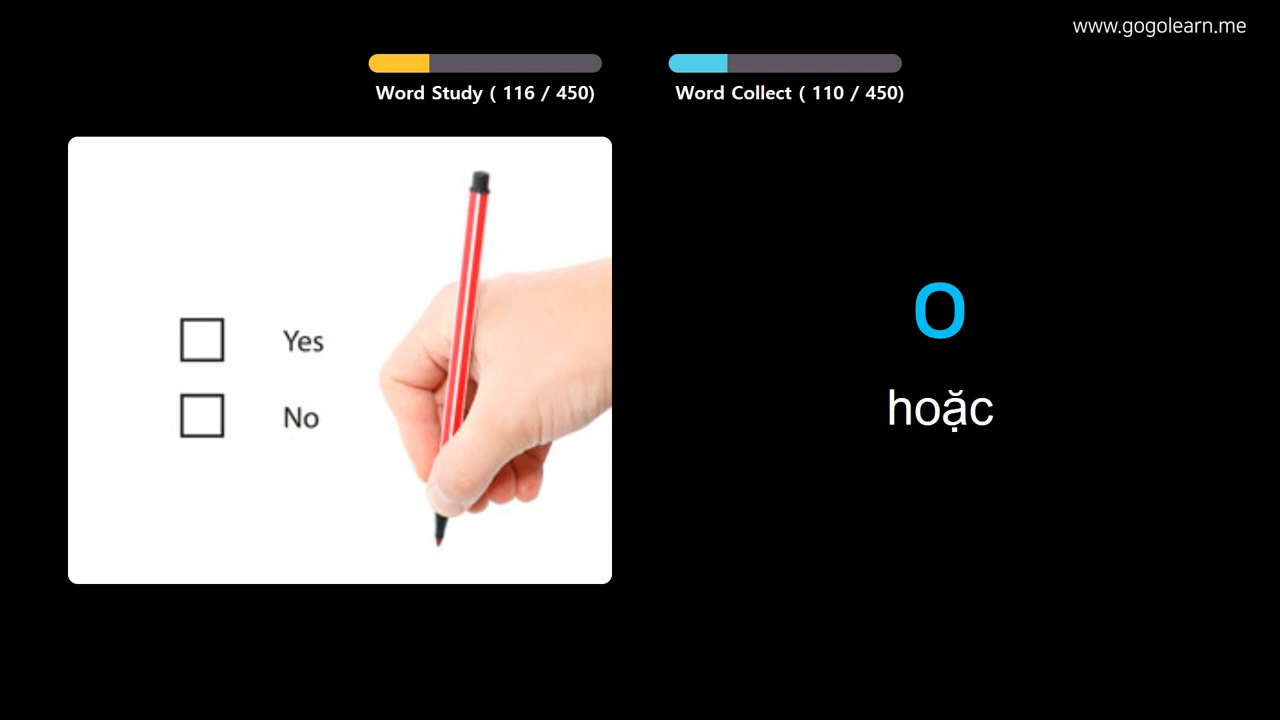 www.gogolearn.me
Word Study ( 116 / 450)
Word Collect ( 110 / 450)
Yes
No
o
hoặc